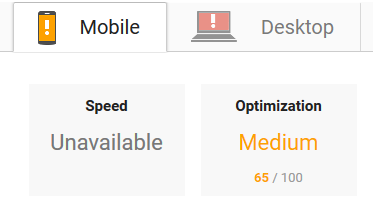 Mobile
Desktop
Speed
Unavailable
Optimization
Medium
65 / 100